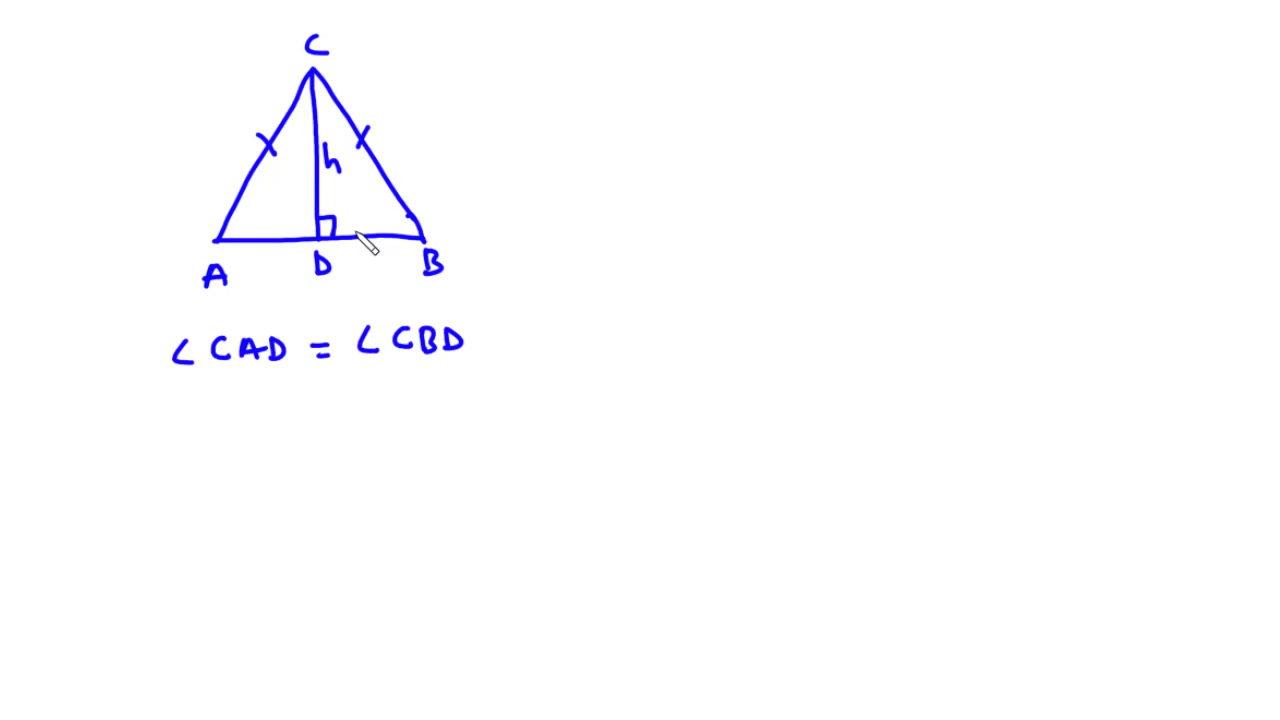 C
h
A D B
∠ CAD = ∠ CBD